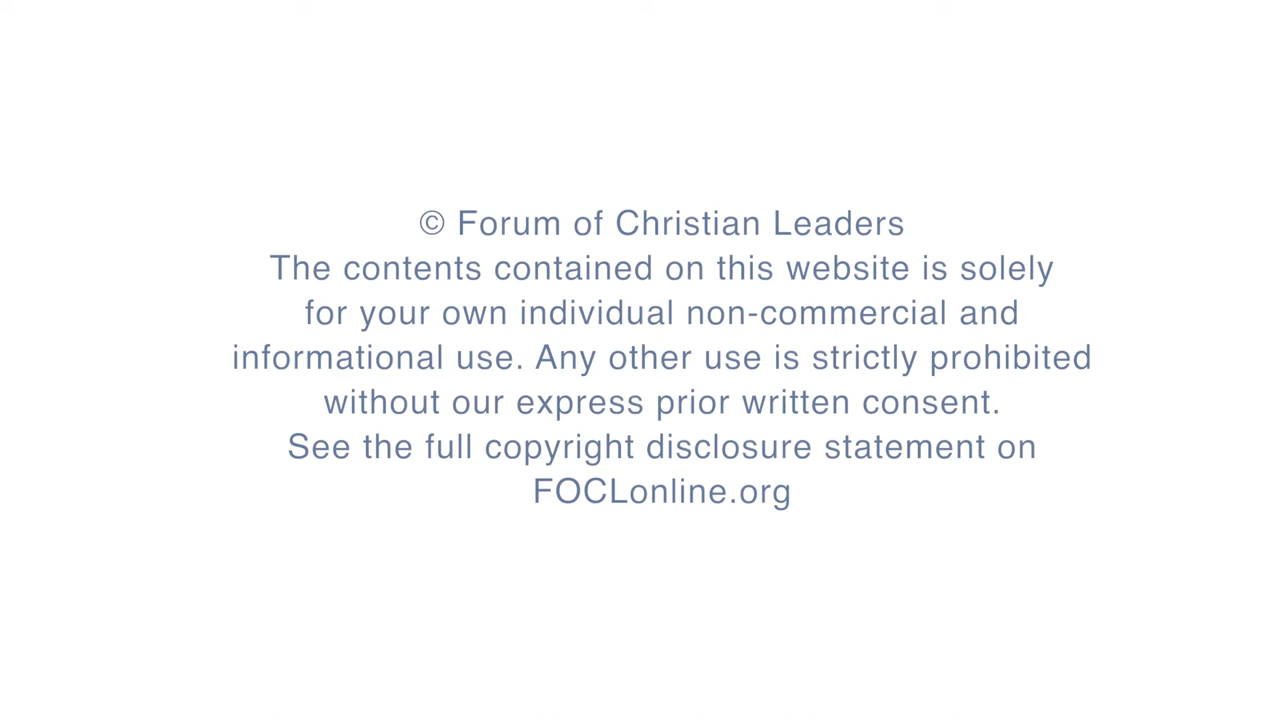 © Forum of Christian Leaders
The contents contained on this website is solely
for your own individual non-commercial and
informational use. Any other use is strictly prohibited
without our express prior written consent.
See the full copyright disclosure statement on
FOCLonline.org